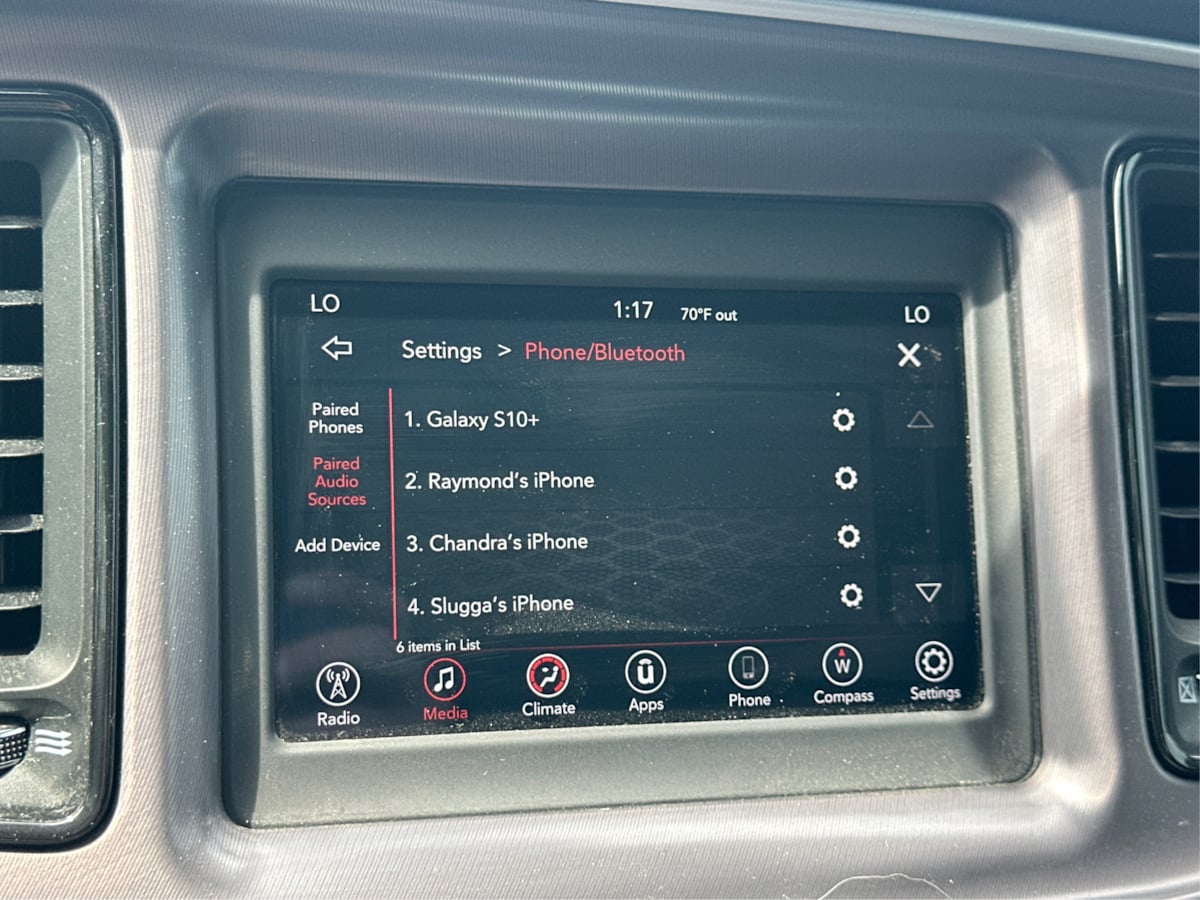 LO 1:17 70°F out LO
Settings > Phone/Bluetooth
Paired
Phones
Paired
Audio
Sources
Add Device
1. Galaxy S10+
2. Raymond's iPhone
3. Chandra's iPhone
4. Slugga's iPhone
6 items in List
Radio
Media
Climate
Apps
Phone
W
Compass
Settings